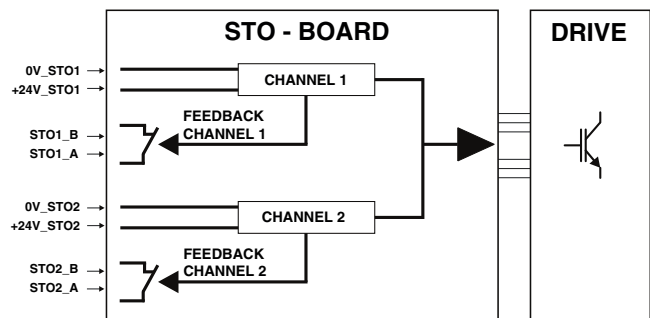 STO - BOARD
DRIVE
0V_STO1
+24V_STO1
CHANNEL 1
FEEDBACK
CHANNEL 1
STO1_B
STO1_A
0V_STO2
+24V_STO2
CHANNEL 2
FEEDBACK
CHANNEL 2
STO2_B
STO2_A